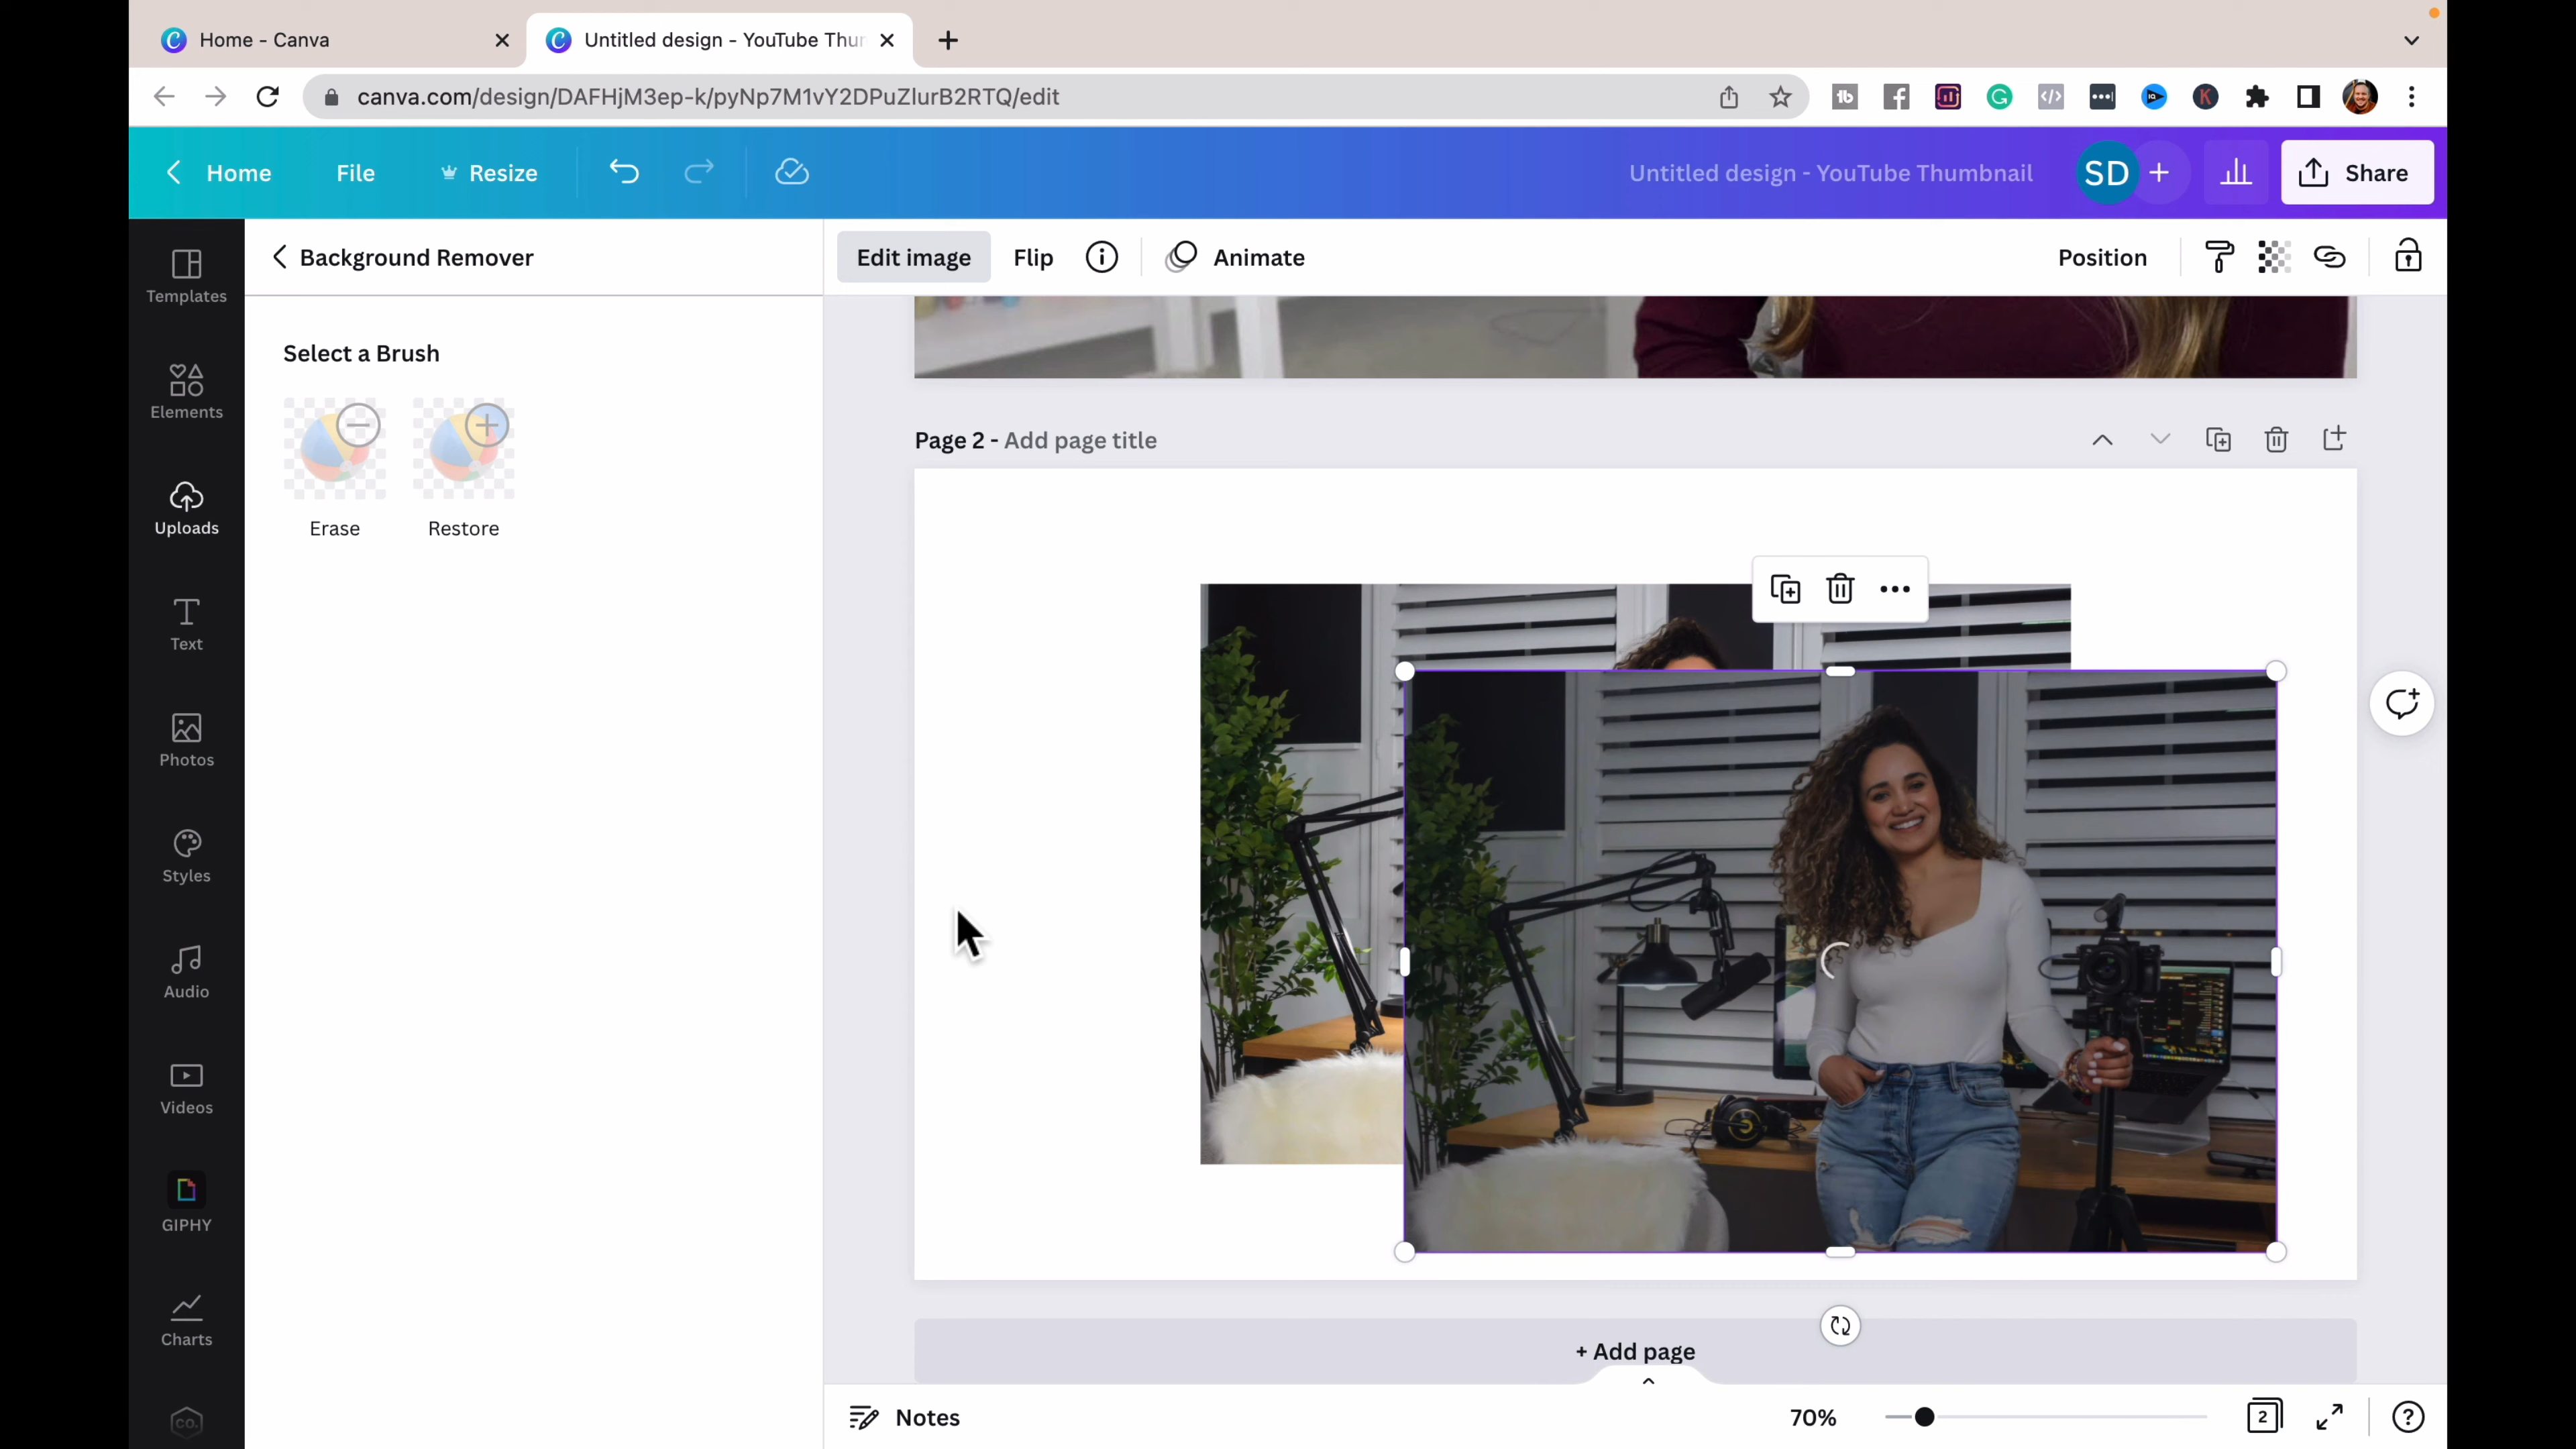 Home - Canva
Untitled design - YouTube Thu
canva.com/design/DAFHjM3ep-k/pyNp7M1vY2DPuZlurB2RTQ/edit
Home
File
Resize
Untitled design - YouTube Thumbnail
SD
Share
Background Remover
Edit image
Flip
Animate
Position
Templates
Elements
Uploads
Text
Photos
Styles
Audio
Videos
GIPHY
Charts
co.
Select a Brush
Erase
Restore
Page 2 - Add page title
+ Add page
Notes
70%
2